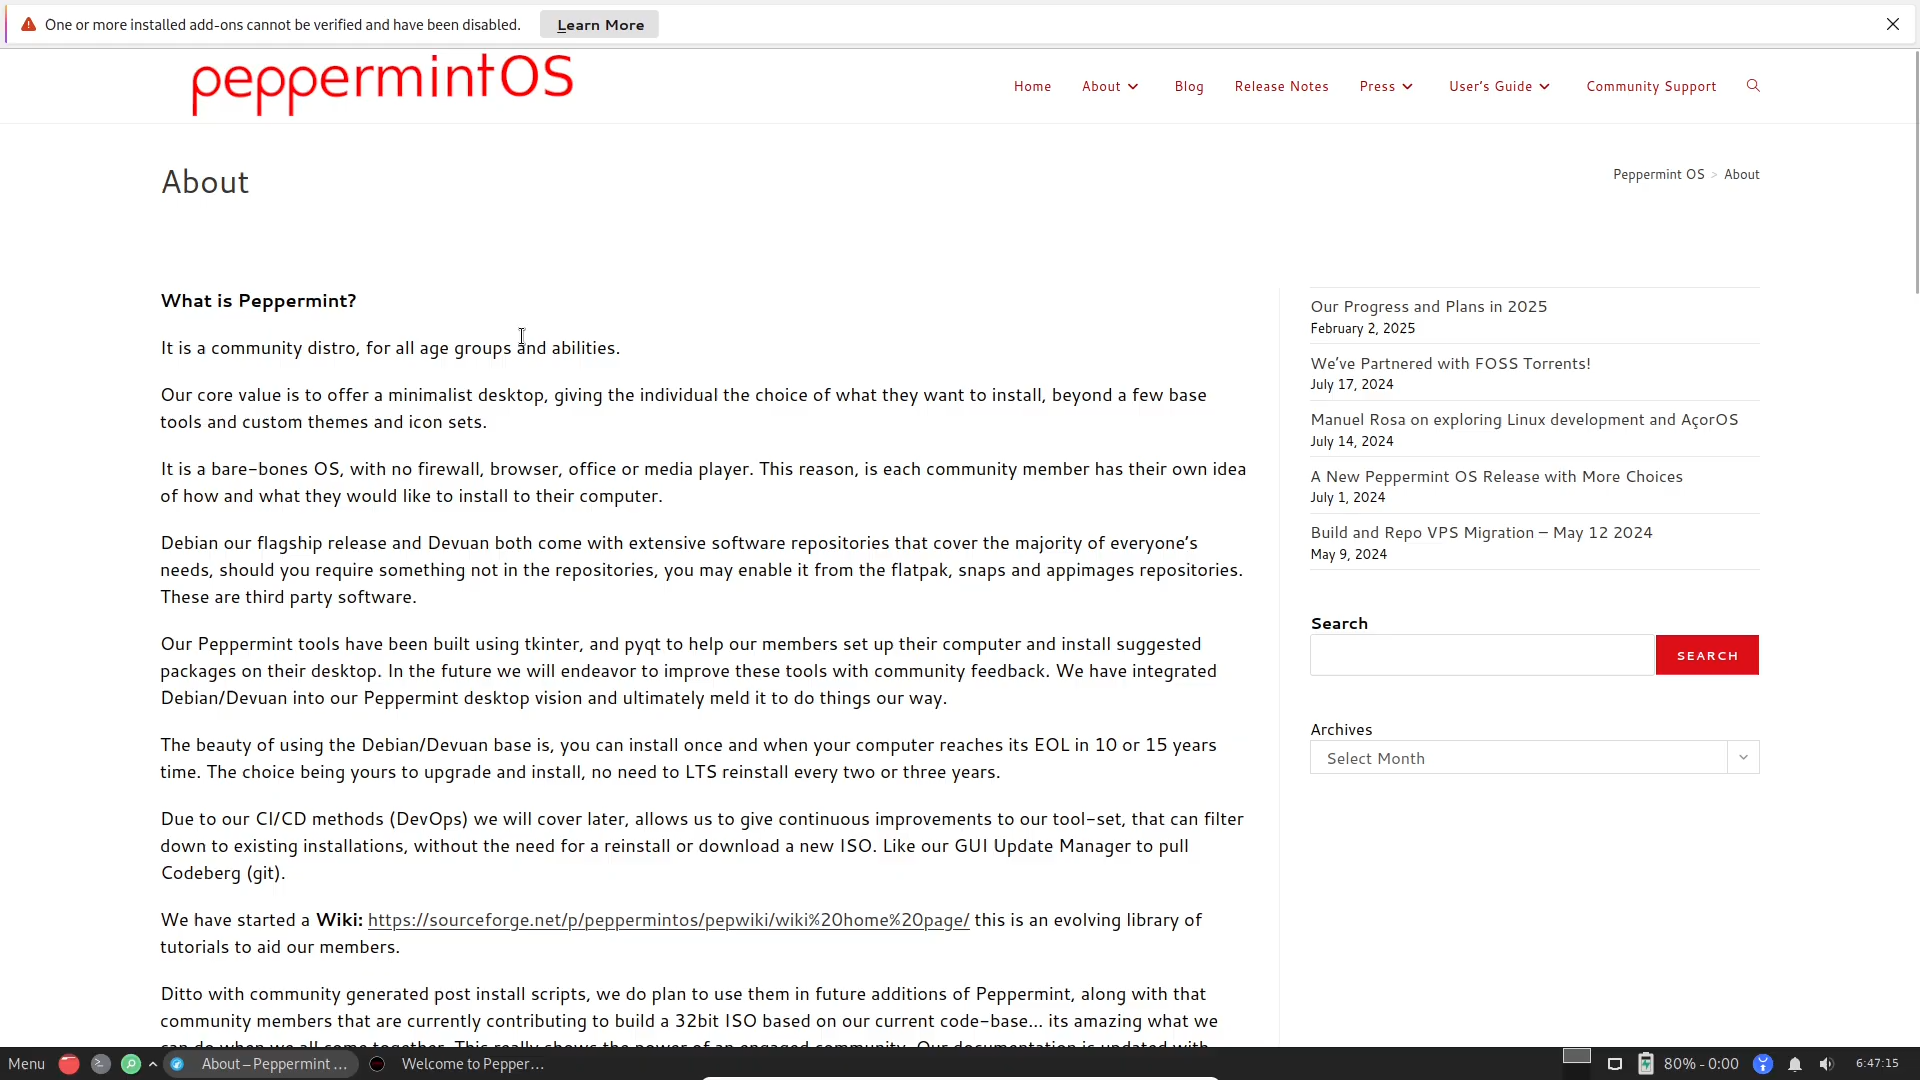 One or more installed add-ons cannot be verified and have been disabled. Learn More
peppermintOS
Home About Blog Release Notes Press User's Guide Community Support
About
Peppermint OS > About
What is Peppermint?
It is a community distro, for all age groups and abilities.
Our core value is to offer a minimalist desktop, giving the individual the choice of what they want to install, beyond a few base
tools and custom themes and icon sets.
It is a bare-bones OS, with no firewall, browser, office or media player. This reason, is each community member has their own idea
of how and what they would like to install to their computer.
Debian our flagship release and Devuan both come with extensive software repositories that cover the majority of everyone's
needs, should you require something not in the repositories, you may enable it from the flatpak, snaps and appimages repositories.
These are third party software.
Our Peppermint tools have been built using tkinter, and pyqt to help our members set up their computer and install suggested
packages on their desktop. In the future we will endeavor to improve these tools with community feedback. We have integrated
Debian/Devuan into our Peppermint desktop vision and ultimately meld it to do things our way.
The beauty of using the Debian/Devuan base is, you can install once and when your computer reaches its EOL in 10 or 15 years
time. The choice being yours to upgrade and install, no need to LTS reinstall every two or three years.
Due to our CI/CD methods (DevOps) we will cover later, allows us to give continuous improvements to our tool-set, that can filter
down to existing installations, without the need for a reinstall or download a new ISO. Like our GUI Update Manager to pull
Codeberg (git).
We have started a Wiki: https://sourceforge.net/p/peppermintos/pepwiki/wiki%20home%20page/ this is an evolving library of
tutorials to aid our members.
Ditto with community generated post install scripts, we do plan to use them in future additions of Peppermint, along with that
community members that are currently contributing to build a 32bit ISO based on our current code-base... its amazing what we
can do when we all come together. This really shows the power of an engaged community. Our documentation is updated with
Our Progress and Plans in 2025
February 2, 2025
We've Partnered with FOSS Torrents!
July 17, 2024
Manuel Rosa on exploring Linux development and AçorOS
July 14, 2024
A New Peppermint OS Release with More Choices
July 1, 2024
Build and Repo VPS Migration – May 12 2024
May 9, 2024
Search
SEARCH
Archives
Select Month
Menu About – Peppermint ... Welcome to Pepper... 80% - 0:00 6:47:15